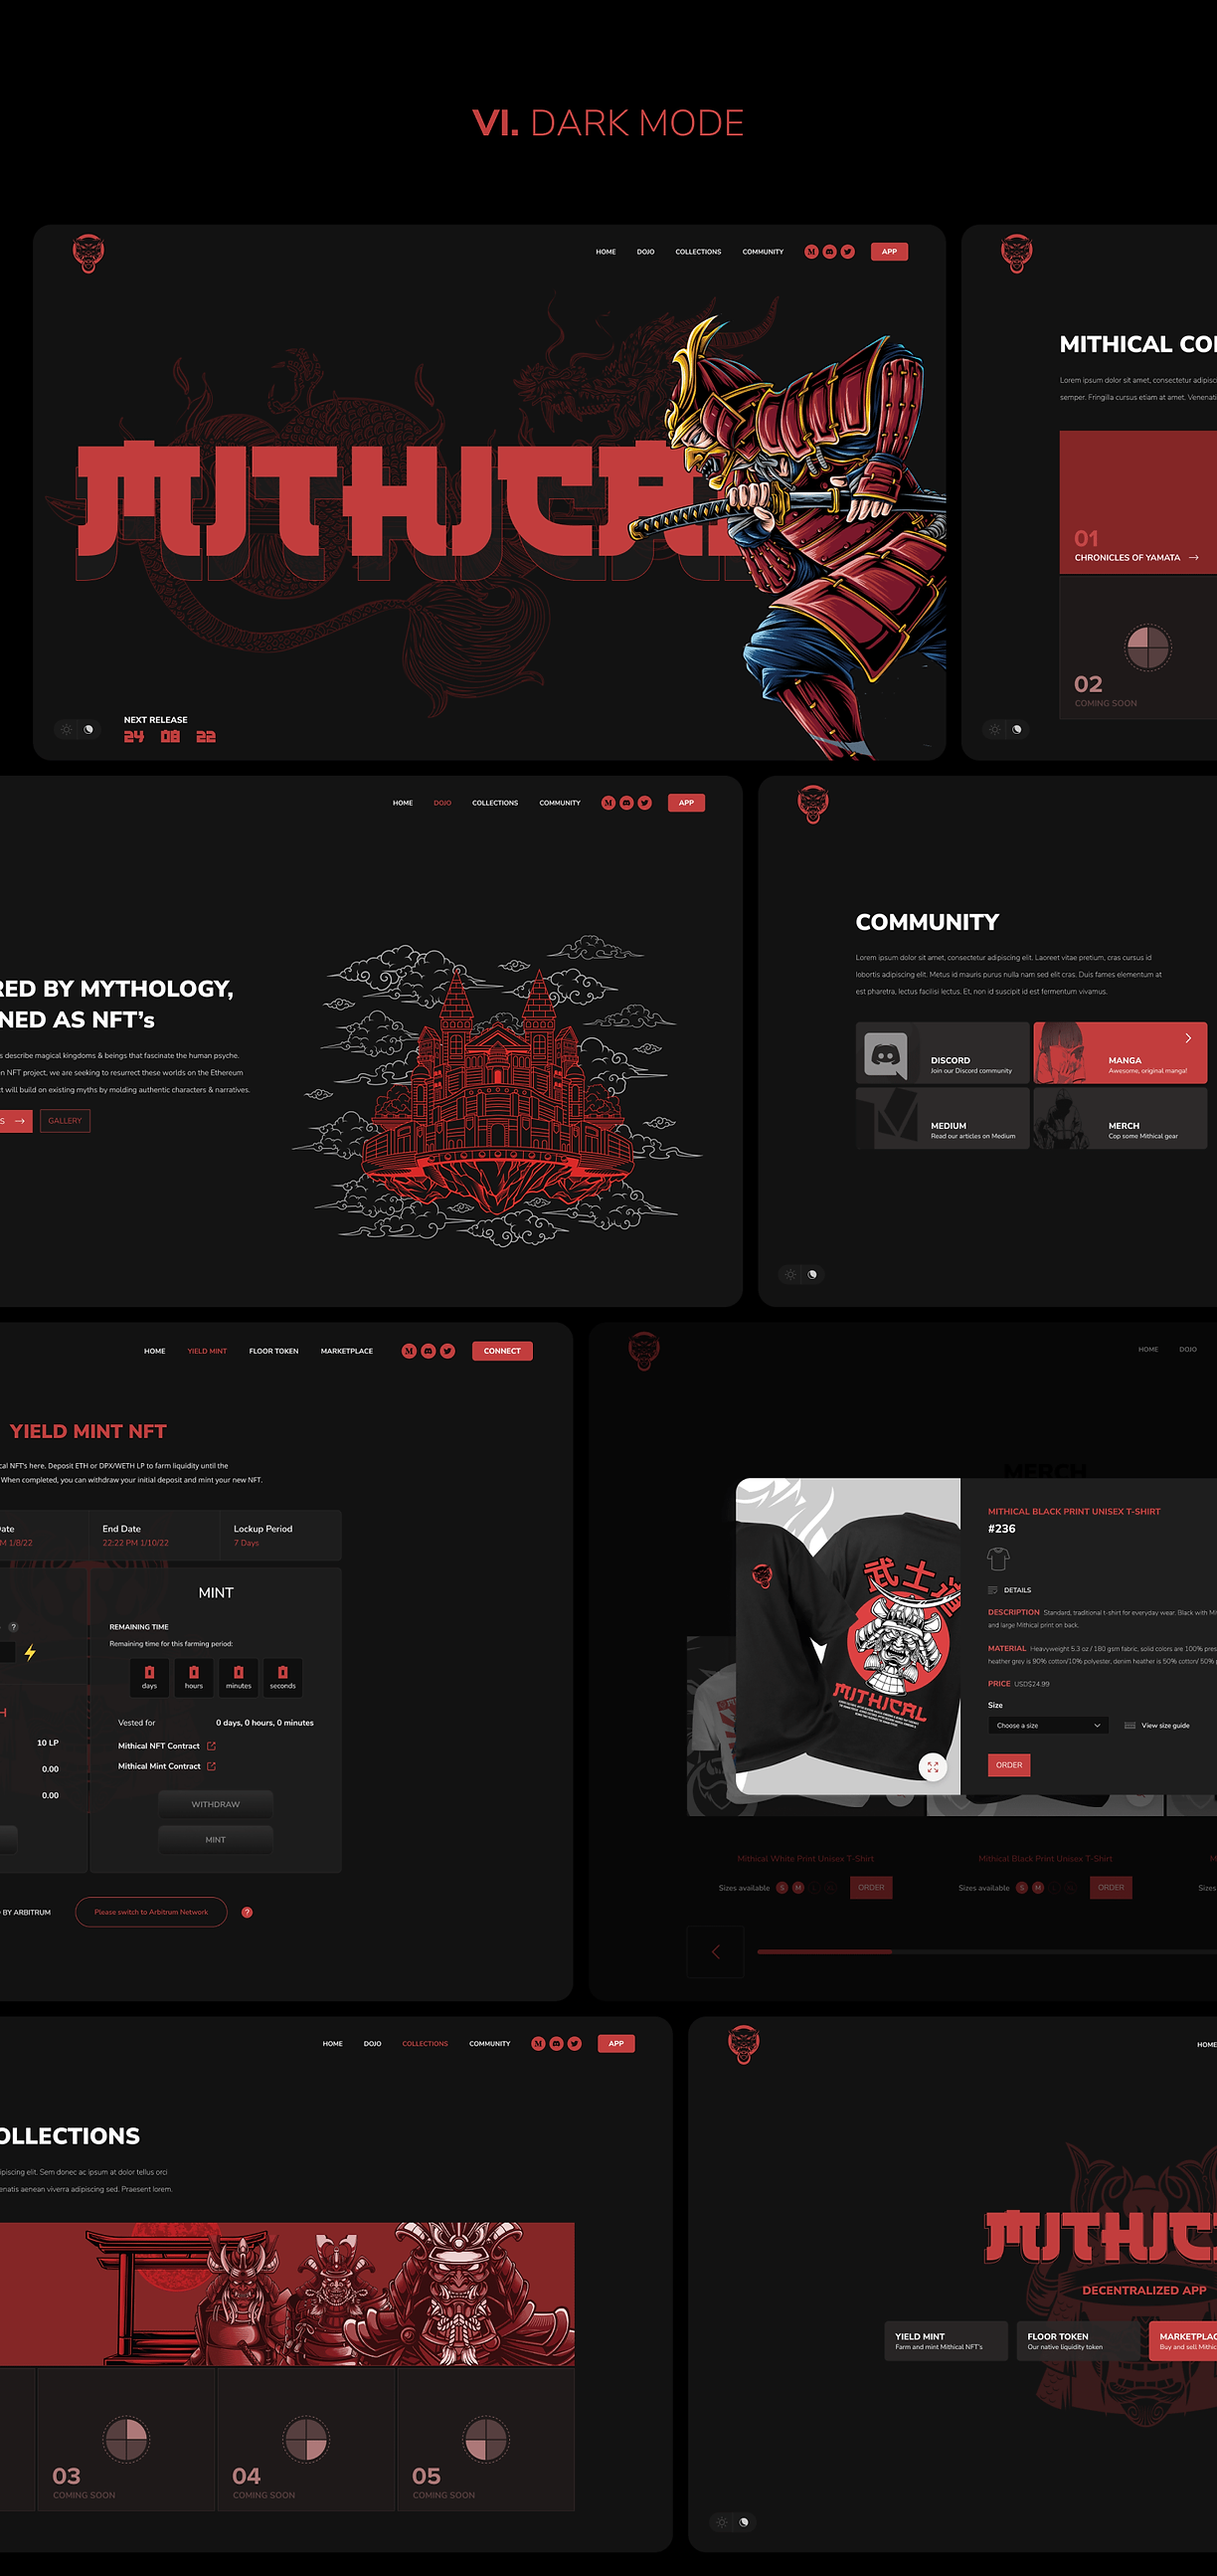 VI. DARK MODE
HOME DOJO COLLECTIONS COMMUNITY APP
MITHICAL
NEXT RELEASE
24 08 22
MITHICAL CO
Lorem ipsum dolor sit amet, consectetur adipisc
semper. Fringilla cursus etiam at amet. Venenati
01
CHRONICLES OF YAMATA
02
COMING SOON
HOME DOJO COLLECTIONS COMMUNITY APP
RED BY MYTHOLOGY,
NED AS NFT's
s describe magical kingdoms & beings that fascinate the human psyche.
n NFT project, we are seeking to resurrect these worlds on the Ethereum
t will build on existing myths by molding authentic characters & narratives.
S GALLERY
COMMUNITY
Lorem ipsum dolor sit amet, consectetur adipiscing elit. Laoreet vitae pretium, cras cursus id
lobortis adipiscing elit. Metus id mauris purus nulla nam sed elit cras. Duis fames elementum at
est pharetra, lectus facilisi lectus. Et, non id suscipit id est fermentum vivamus.
DISCORD
Join our Discord community
MANGA
Awesome, original manga!
MEDIUM
Read our articles on Medium
MERCH
Cop some Mithical gear
HOME YIELD MINT FLOOR TOKEN MARKETPLACE CONNECT
YIELD MINT NFT
cal NFT's here. Deposit ETH or DPX/WETH LP to farm liquidity until the
When completed, you can withdraw your initial deposit and mint your new NFT.
ate End Date Lockup Period
M 1/8/22 22:22 PM 1/10/22 7 Days
MINT
REMAINING TIME
Remaining time for this farming period:
0 0 0 0
days hours minutes seconds
Vested for 0 days, 0 hours, 0 minutes
Mithical NFT Contract
Mithical Mint Contract
WITHDRAW
MINT
?
H
10 LP
0.00
0.00
BY ARBITRUM Please switch to Arbitrum Network ?
HOME DOJO
MERCH
武士道
MITHICAL
MITHICAL BLACK PRINT UNISEX T-SHIRT
#236
DETAILS
DESCRIPTION Standard, traditional t-shirt for everyday wear. Black with Mi
and large Mithical print on back.
MATERIAL Heavyweight 5.3 oz / 180 gsm fabric, solid colors are 100% pres
heather grey is 90% cotton/10% polyester, denim heather is 50% cotton/ 50%
PRICE USD$24.99
Size
Choose a size View size guide
ORDER
Mithical White Print Unisex T-Shirt
Sizes available S M L ORDER
Mithical Black Print Unisex T-Shirt
Sizes available S M L ORDER
M
Sizes
HOME DOJO COLLECTIONS COMMUNITY APP
OLLECTIONS
ipiscing elit. Sem donec ac ipsum at dolor tellus orci
enatis aenean viverra adipiscing sed. Praesent lorem.
03
COMING SOON
04
COMING SOON
05
COMING SOON
HOME
MITHIC
DECENTRALIZED APP
YIELD MINT
Farm and mint Mithical NFT's
FLOOR TOKEN
Our native liquidity token
MARKETPLAC
Buy and sell Mithic